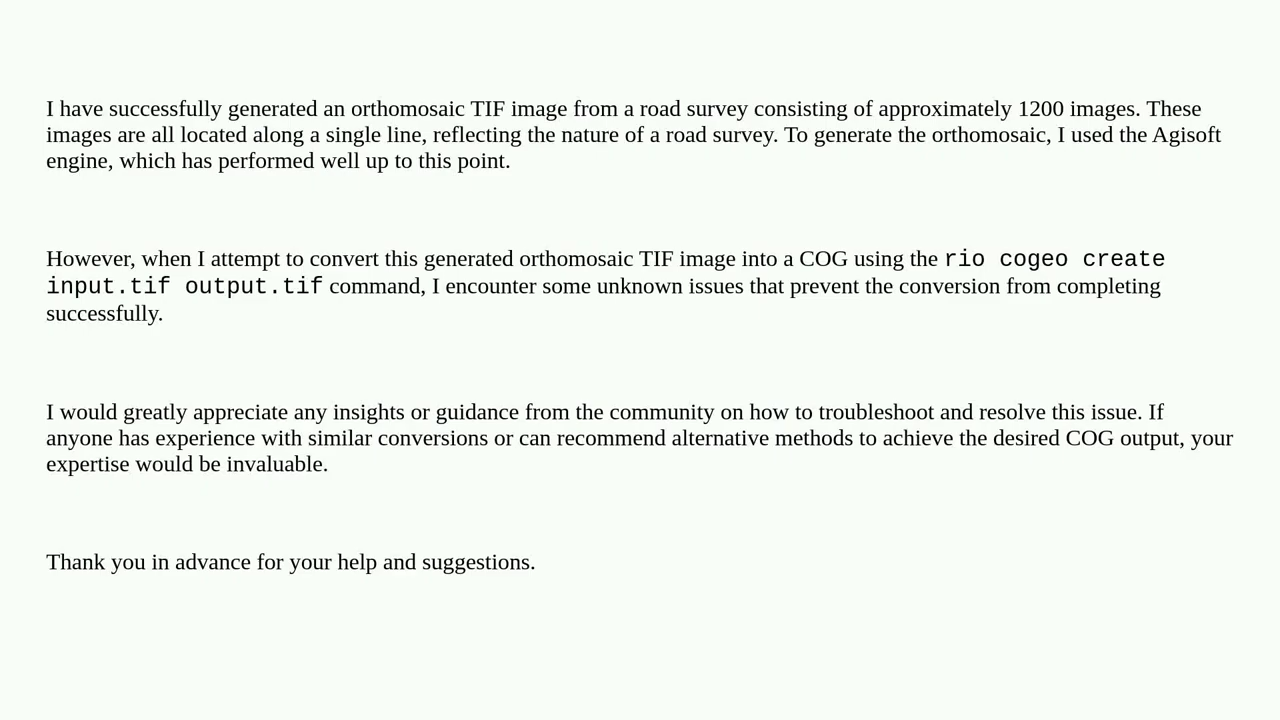 I have successfully generated an orthomosaic TIF image from a road survey consisting of approximately 1200 images. These
images are all located along a single line, reflecting the nature of a road survey. To generate the orthomosaic, I used the Agisoft
engine, which has performed well up to this point.
However, when I attempt to convert this generated orthomosaic TIF image into a COG using the rio cogeo create
input.tif output.tif command, I encounter some unknown issues that prevent the conversion from completing
successfully.
I would greatly appreciate any insights or guidance from the community on how to troubleshoot and resolve this issue. If
anyone has experience with similar conversions or can recommend alternative methods to achieve the desired COG output, your
expertise would be invaluable.
Thank you in advance for your help and suggestions.